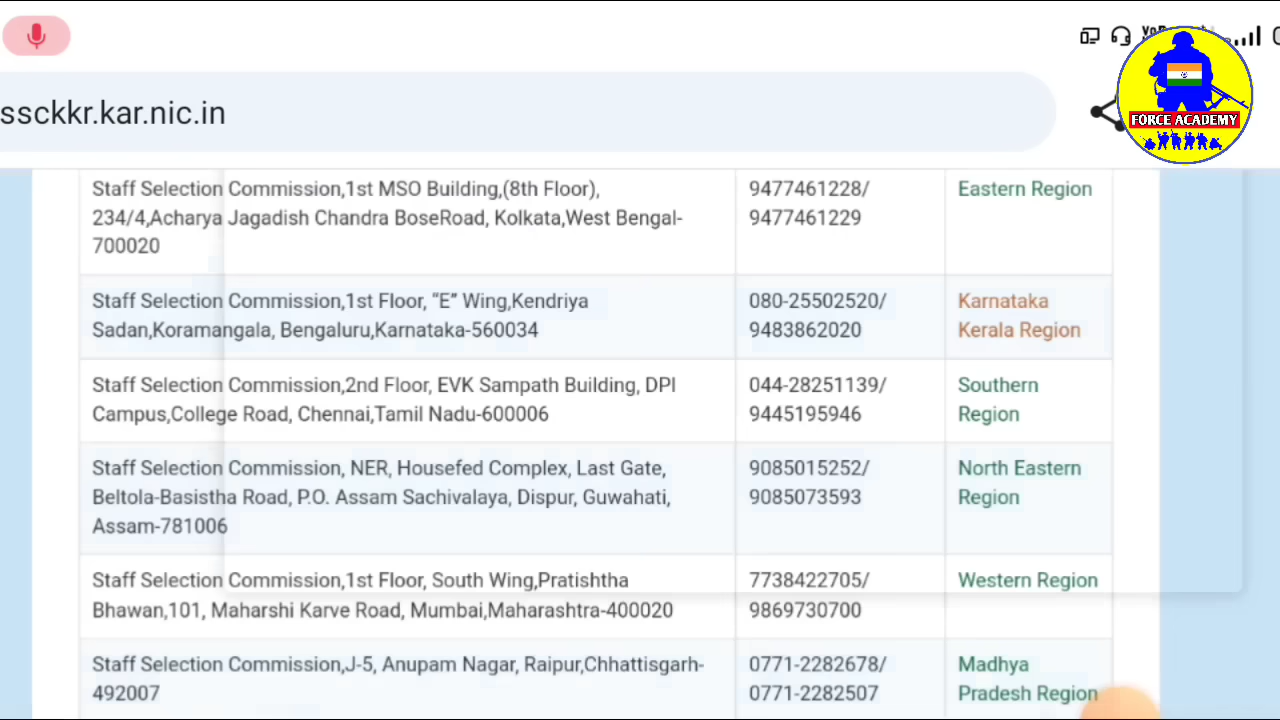 ssckkr.kar.nic.in
FORCE ACADEMY
Staff Selection Commission,1st MSO Building,(8th Floor),
234/4,Acharya Jagadish Chandra BoseRoad, Kolkata,West Bengal-
700020
9477461228/
9477461229
Eastern Region
Staff Selection Commission,1st Floor, “E” Wing,Kendriya
Sadan,Koramangala, Bengaluru,Karnataka-560034
080-25502520/
9483862020
Karnataka
Kerala Region
Staff Selection Commission,2nd Floor, EVK Sampath Building, DPI
Campus,College Road, Chennai,Tamil Nadu-600006
044-28251139/
9445195946
Southern
Region
Staff Selection Commission, NER, Housefed Complex, Last Gate,
Beltola-Basistha Road, P.O. Assam Sachivalaya, Dispur, Guwahati,
Assam-781006
9085015252/
9085073593
North Eastern
Region
Staff Selection Commission,1st Floor, South Wing,Pratishtha
Bhawan,101, Maharshi Karve Road, Mumbai,Maharashtra-400020
7738422705/
9869730700
Western Region
Staff Selection Commission,J-5, Anupam Nagar, Raipur,Chhattisgarh-
492007
0771-2282678/
0771-2282507
Madhya
Pradesh Region